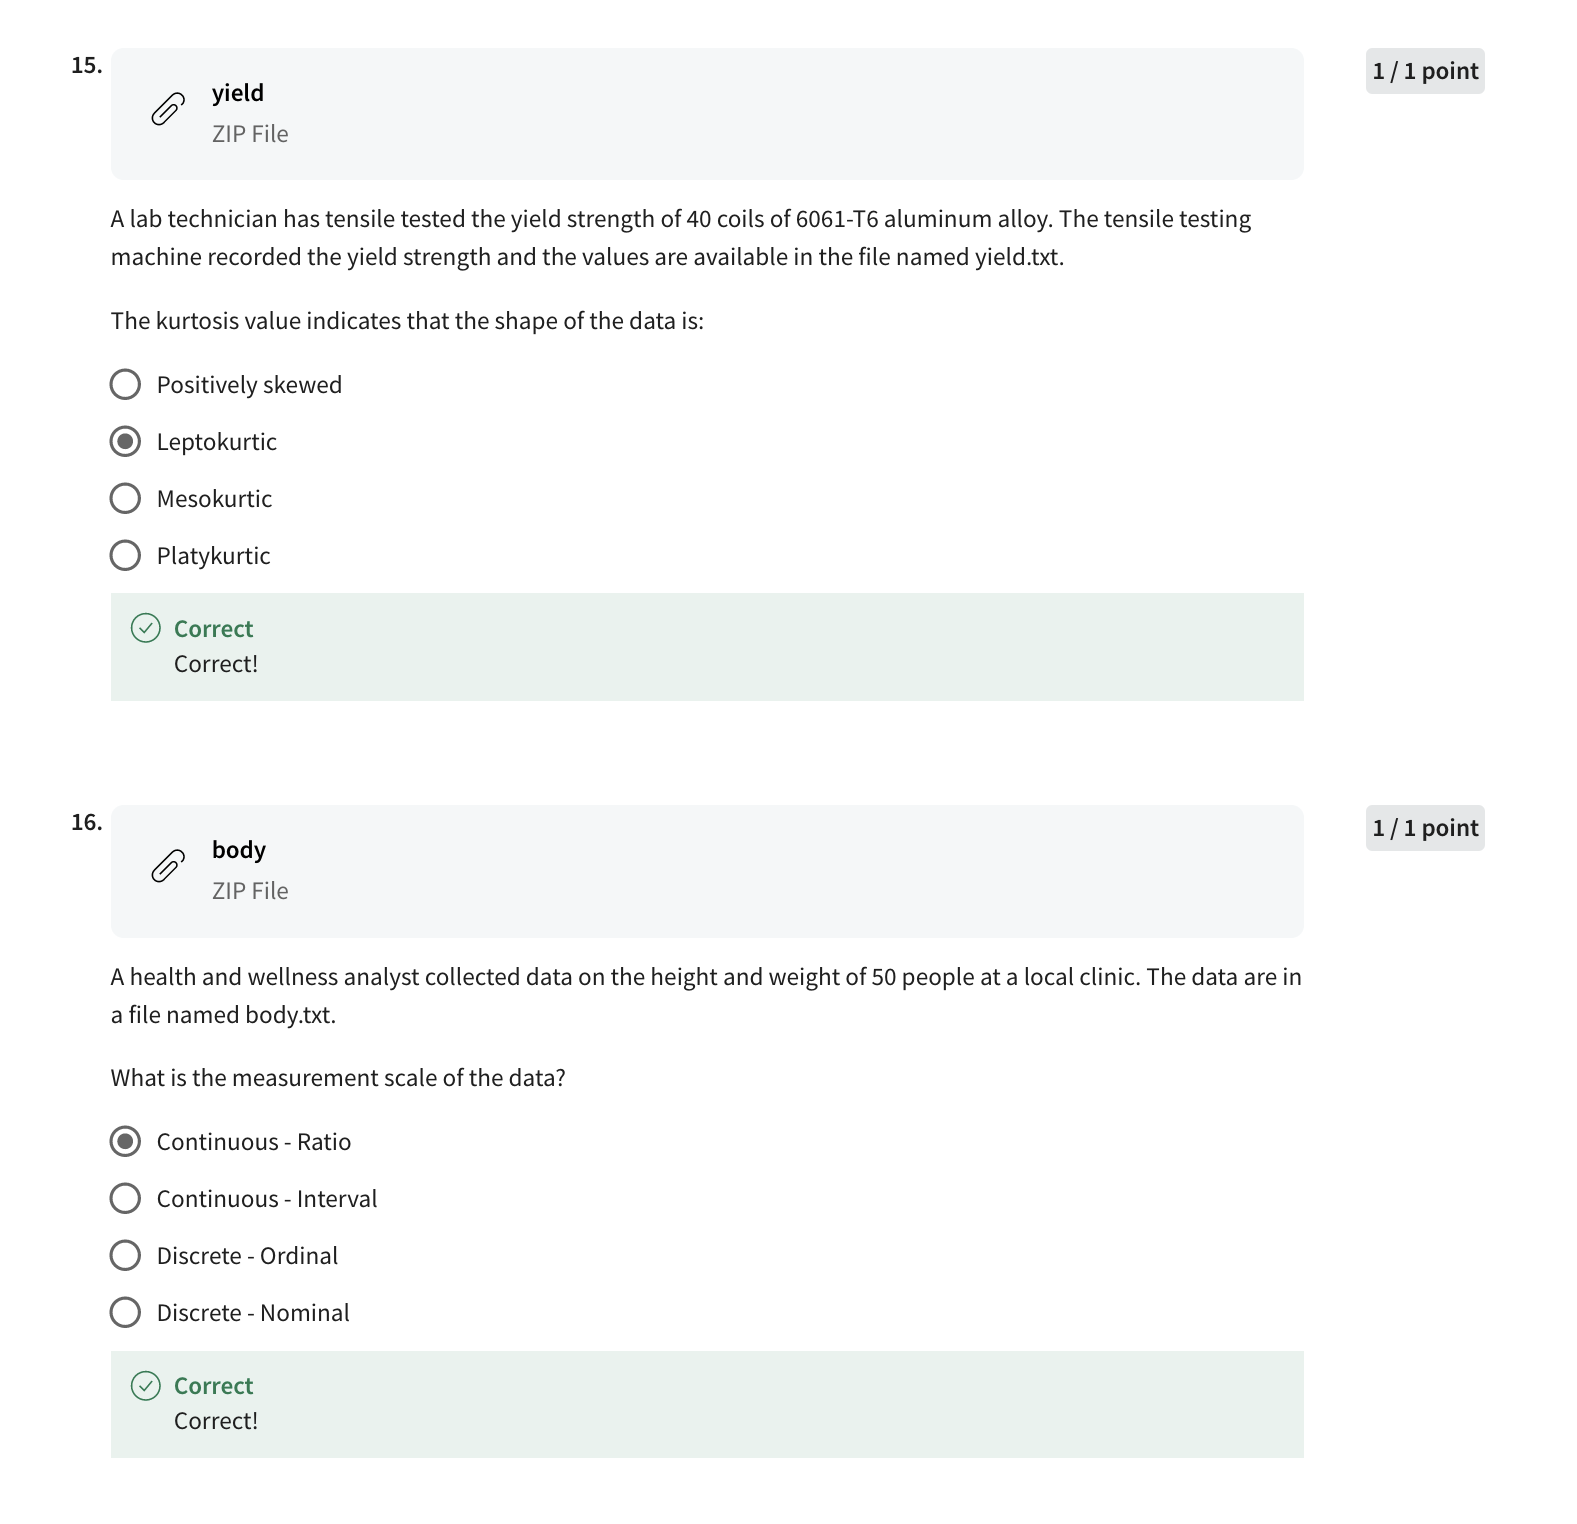 15.
1 / 1 point
yield
ZIP File
A lab technician has tensile tested the yield strength of 40 coils of 6061-T6 aluminum alloy. The tensile testing
machine recorded the yield strength and the values are available in the file named yield.txt.
The kurtosis value indicates that the shape of the data is:
Positively skewed
Leptokurtic
Mesokurtic
Platykurtic
Correct
Correct!
16.
1 / 1 point
body
ZIP File
A health and wellness analyst collected data on the height and weight of 50 people at a local clinic. The data are in
a file named body.txt.
What is the measurement scale of the data?
Continuous - Ratio
Continuous - Interval
Discrete - Ordinal
Discrete - Nominal
Correct
Correct!